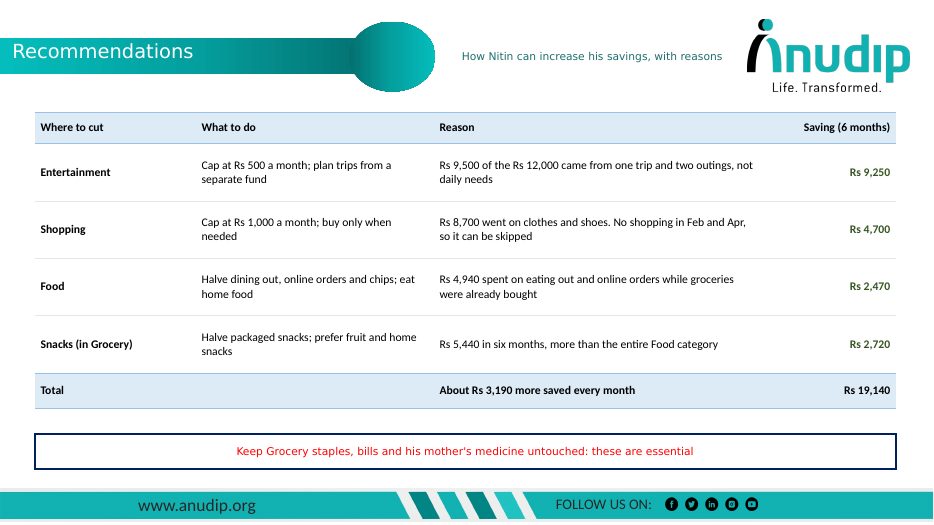 Recommendations
How Nitin can increase his savings, with reasons
Anudip
Life. Transformed.
Where to cut What to do Reason Saving (6 months)
Entertainment
Cap at Rs 500 a month; plan trips from a
separate fund
Rs 9,500 of the Rs 12,000 came from one trip and two outings, not
daily needs
Rs 9,250
Shopping
Cap at Rs 1,000 a month; buy only when
needed
Rs 8,700 went on clothes and shoes. No shopping in Feb and Apr,
so it can be skipped
Rs 4,700
Food
Halve dining out, online orders and chips; eat
home food
Rs 4,940 spent on eating out and online orders while groceries
were already bought
Rs 2,470
Snacks (in Grocery)
Halve packaged snacks; prefer fruit and home
snacks
Rs 5,440 in six months, more than the entire Food category
Rs 2,720
Total About Rs 3,190 more saved every month Rs 19,140
Keep Grocery staples, bills and his mother's medicine untouched: these are essential
www.anudip.org
FOLLOW US ON: